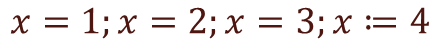 x = 1; x = 2; x = 3; x ≔ 4